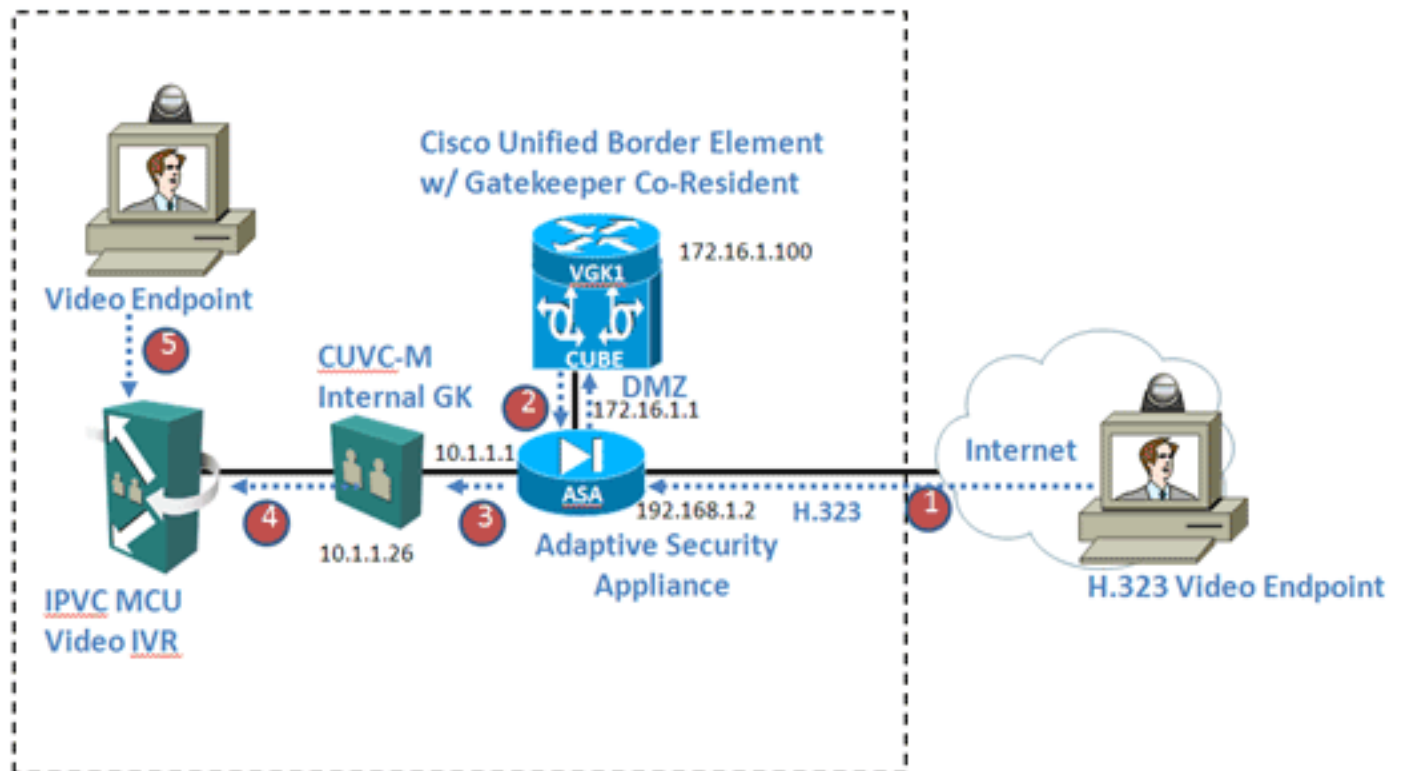 Cisco Unified Border Element
w/ Gatekeeper Co-Resident
172.16.1.100
VGK1
Video Endpoint
5
CUVC-M
Internal GK
CUBE
2
DMZ
172.16.1.1
10.1.1.1
Internet
ASA
4
3
192.168.1.2
H.323
1
10.1.1.26
Adaptive Security
Appliance
H.323 Video Endpoint
IPVC MCU
Video IVR